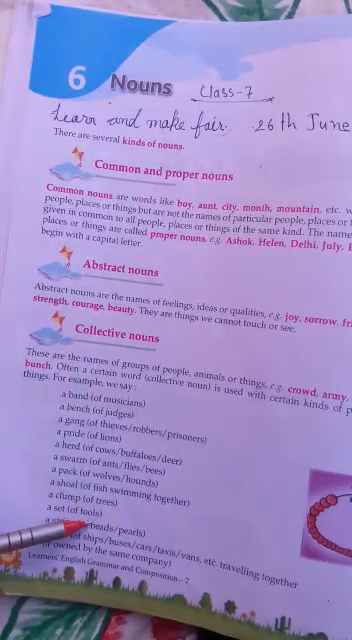 6 Nouns Class-7
Learn and make fair. 26th June
There are several kinds of nouns.
Common and proper nouns
Common nouns are words like boy, aunt, city, month, mountain, etc.
people, places or things but are not the names of particular people, places or
given in common to all people, places or things of the same kind. The name
places or things are called proper nouns. e.g. Ashok, Helen, Delhi, July,
begin with a capital letter.
Abstract nouns
Abstract nouns are the names of feelings, ideas or qualities, e.g. joy, sorrow,
strength, courage, beauty. They are things we cannot touch or see.
Collective nouns
These are the names of groups of people, animals or things, e.g. crowd, army,
bunch. Often a certain word (collective noun) is used with certain kinds of
things. For example, we say :
a band (of musicians)
a bench (of judges)
a gang (of thieves/robbers/prisoners)
a pride (of lions)
a herd (of cows/buffaloes/deer)
a swarm (of ants/flies/bees)
a pack (of wolves/hounds)
a shoal (of fish swimming together)
a clump (of trees)
a set (of tools)
a beads/pearls)
of ships/buses/cars/taxis/vans, etc. travelling together
owned by the same company)
Learners' English Grammar and Composition-7